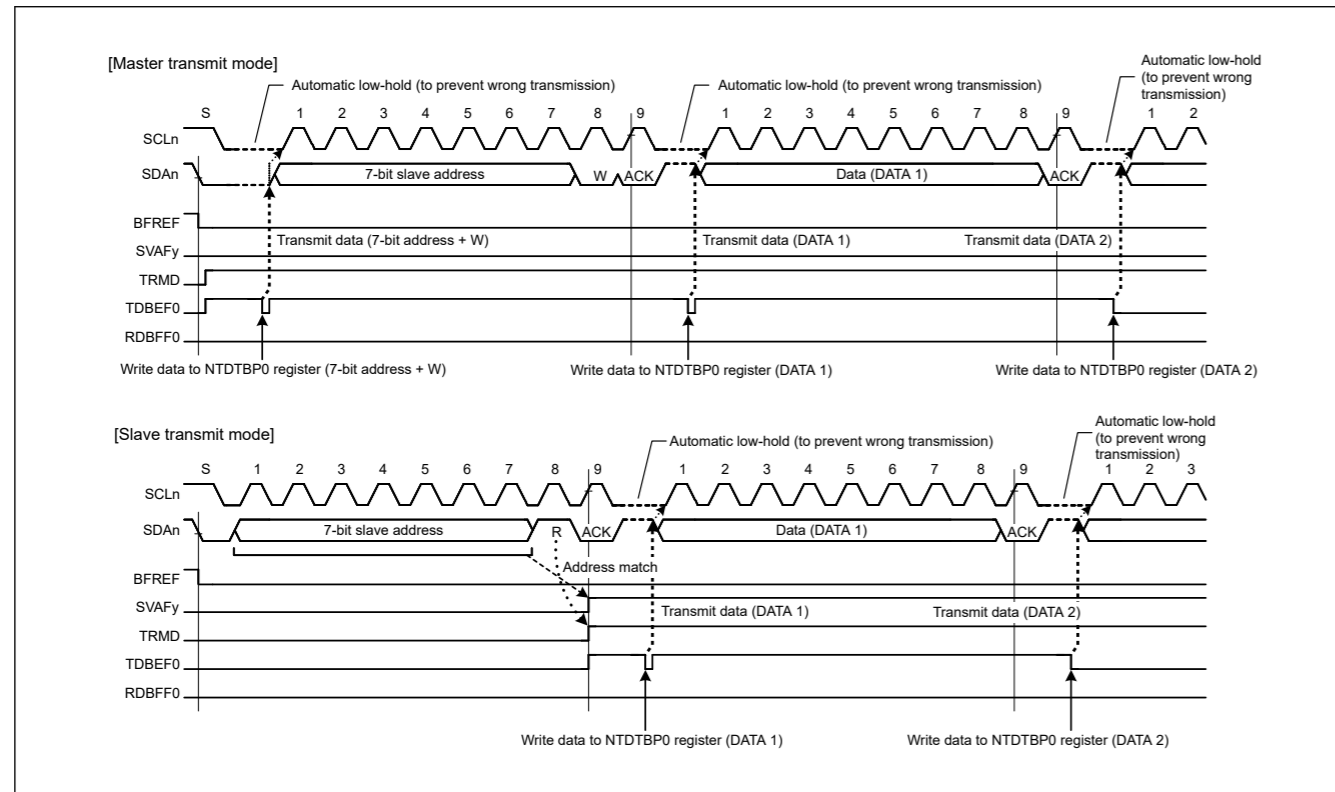 [Master transmit mode]
Automatic low-hold (to prevent wrong transmission)
Automatic low-hold (to prevent wrong transmission)
Automatic low-hold
(to prevent wrong
transmission)
S 1 2 3 4 5 6 7 8 9 1 2 3 4 5 6 7 8 9 1 2
SCLn
SDAn 7-bit slave address W ACK Data (DATA 1) ACK
BFREF
Transmit data (7-bit address + W) Transmit data (DATA 1) Transmit data (DATA 2)
SVAFy
TRMD
TDBEF0
RDBFF0
Write data to NTDTBP0 register (7-bit address + W) Write data to NTDTBP0 register (DATA 1) Write data to NTDTBP0 register (DATA 2)
[Slave transmit mode]
Automatic low-hold (to prevent wrong transmission)
Automatic low-hold
(to prevent wrong
transmission)
S 1 2 3 4 5 6 7 8 9 1 2 3 4 5 6 7 8 9 1 2 3
SCLn
SDAn 7-bit slave address R ACK Data (DATA 1) ACK
Address match
BFREF
SVAFy Transmit data (DATA 1) Transmit data (DATA 2)
TRMD
TDBEF0
RDBFF0
Write data to NTDTBP0 register (DATA 1) Write data to NTDTBP0 register (DATA 2)